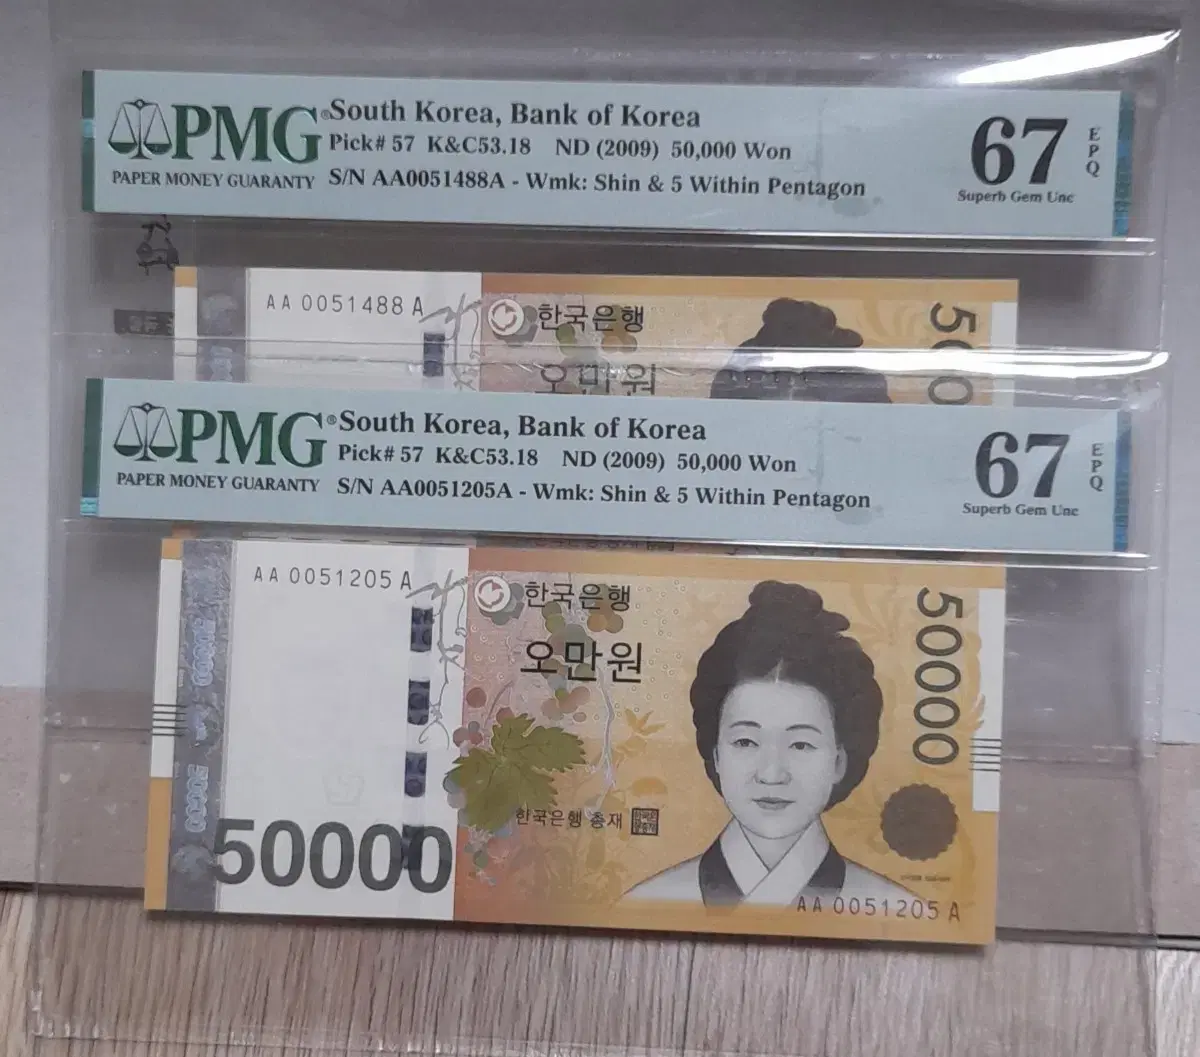 PMG®
PAPER MONEY GUARANTY
South Korea, Bank of Korea
Pick# 57 K&C53.18 ND (2009) 50,000 Won
S/N AA0051488A - Wmk: Shin & 5 Within Pentagon
67
EPQ
Superb Gem Unc
AA 0051488 A
한국은행
오만원
PMG®
PAPER MONEY GUARANTY
South Korea, Bank of Korea
Pick# 57 K&C53.18 ND (2009) 50,000 Won
S/N AA0051205A - Wmk: Shin & 5 Within Pentagon
67
EPQ
Superb Gem Unc
AA 0051205 A
한국은행
오만원
50000
한국은행 총재
50000
AA 0051205 A